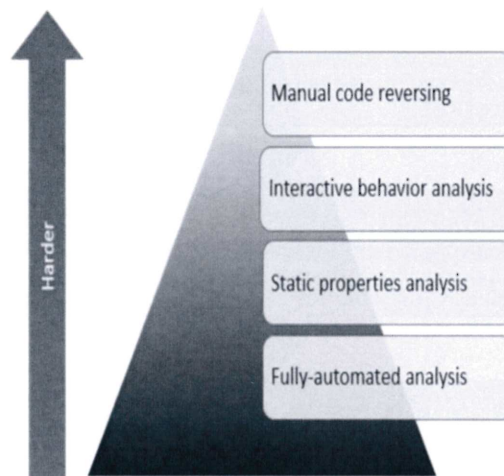 Manual code reversing
Interactive behavior analysis
Static properties analysis
Fully-automated analysis
Harder